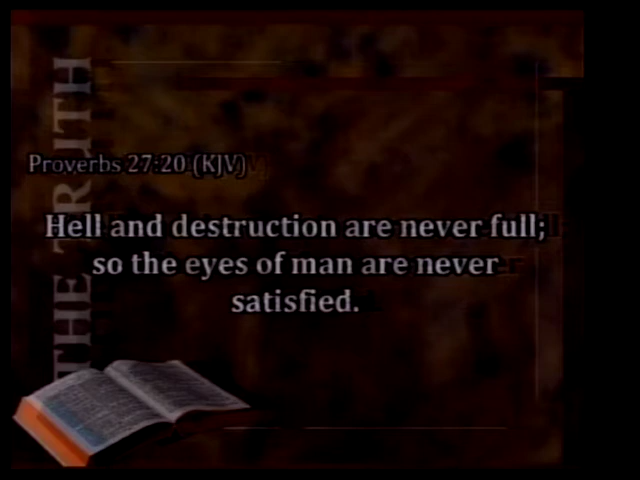 THE TRUTH
Proverbs 27:20 (KJV)
Hell and destruction are never full;
so the eyes of man are never
satisfied.